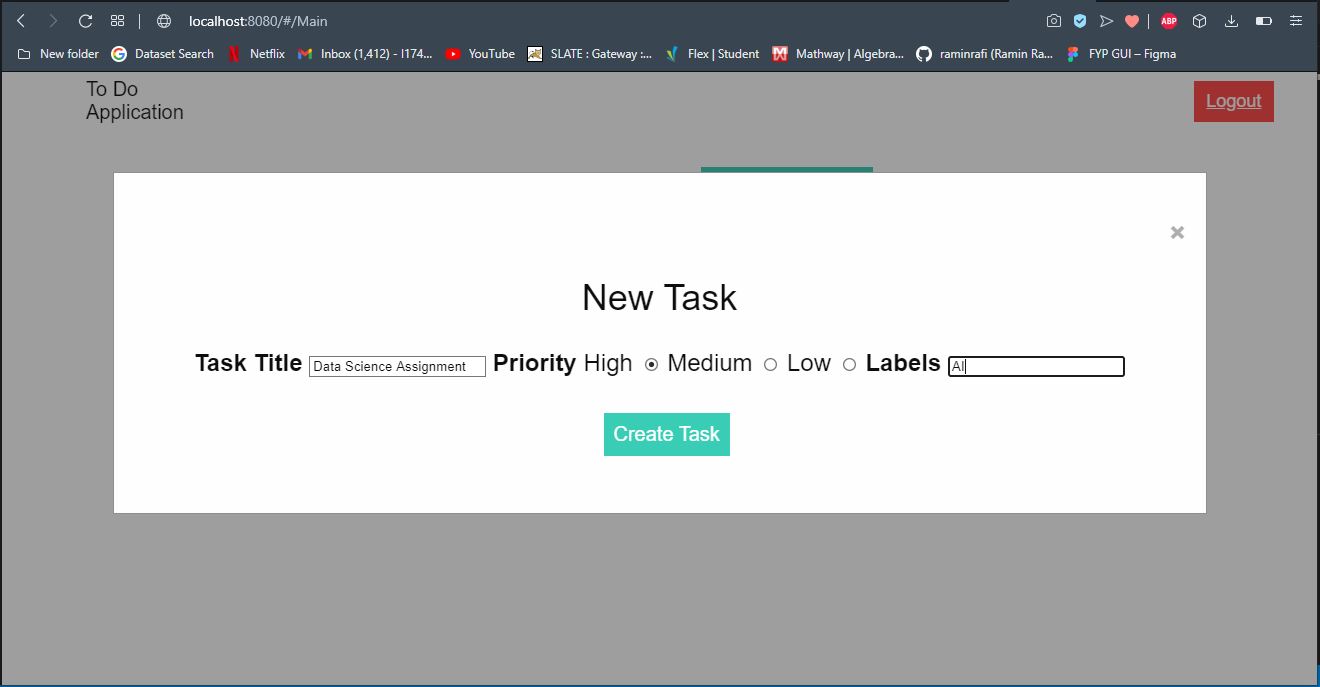 localhost:8080/#/Main
ABP
New folder Dataset Search Netflix Inbox (1,412) - I174... YouTube SLATE : Gateway :... Flex | Student Mathway | Algebra... raminrafi (Ramin Ra... FYP GUI – Figma
To Do
Application
Logout
×
New Task
Task Title Data Science Assignment Priority High Medium Low Labels AI
Create Task